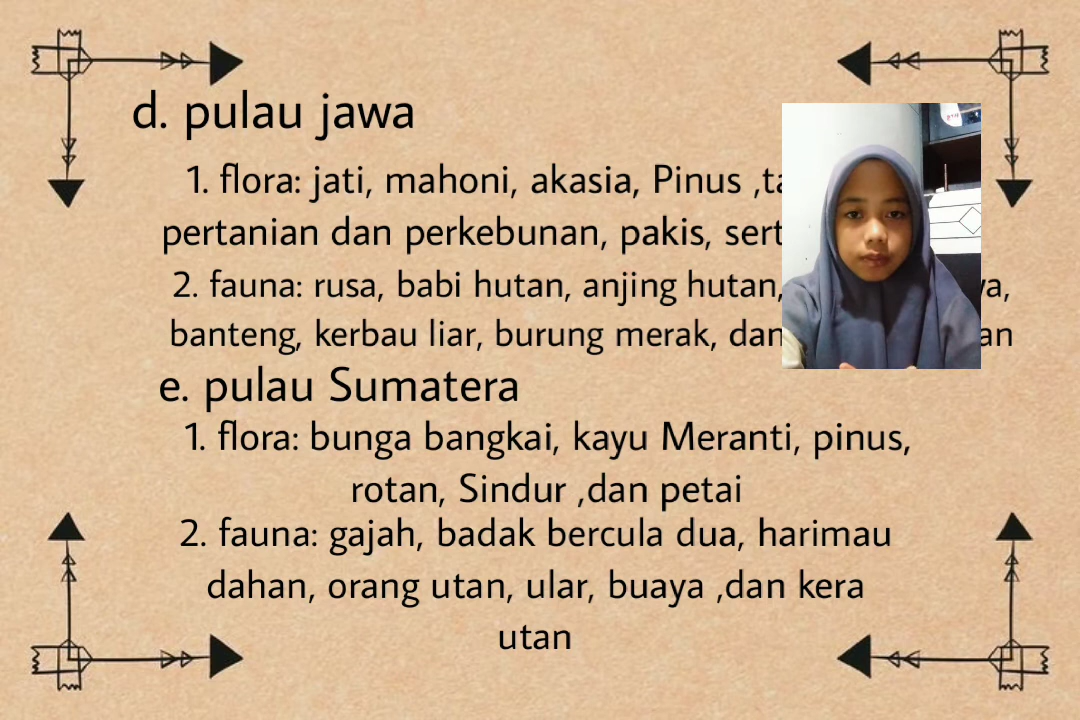 d. pulau jawa
1. flora: jati, mahoni, akasia, Pinus ,
pertanian dan perkebunan, pakis,
2. fauna: rusa, babi hutan, anjing hutan,
banteng, kerbau liar, burung merak, dan
e. pulau Sumatera
1. flora: bunga bangkai, kayu Meranti, pinus,
rotan, Sindur ,dan petai
2. fauna: gajah, badak bercula dua, harimau
dahan, orang utan, ular, buaya ,dan kera
utan